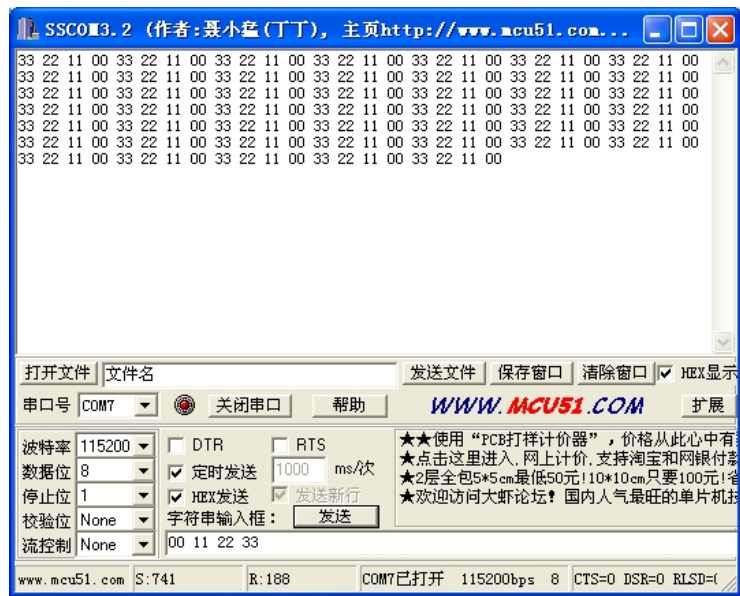 SSCOM3.2 (作者:聂小猛(丁丁), 主页http://www.mcu51.com...
33 22 11 00 33 22 11 00 33 22 11 00 33 22 11 00 33 22 11 00 33 22 11 00 33 22 11 00
33 22 11 00 33 22 11 00 33 22 11 00 33 22 11 00 33 22 11 00 33 22 11 00 33 22 11 00
33 22 11 00 33 22 11 00 33 22 11 00 33 22 11 00 33 22 11 00 33 22 11 00 33 22 11 00
33 22 11 00 33 22 11 00 33 22 11 00 33 22 11 00 33 22 11 00 33 22 11 00 33 22 11 00
33 22 11 00 33 22 11 00 33 22 11 00 33 22 11 00 33 22 11 00 33 22 11 00 33 22 11 00
33 22 11 00 33 22 11 00 33 22 11 00 33 22 11 00 33 22 11 00 33 22 11 00 33 22 11 00
33 22 11 00 33 22 11 00 33 22 11 00 33 22 11 00 33 22 11 00
打开文件 文件名 发送文件 保存窗口 清除窗口 HEX显示
串口号 COM7 关闭串口 帮助 WWW.MCU51.COM 扩展
波特率 115200 DTR RTS
数据位 8 定时发送 1000 ms/次
停止位 1 HEX发送 发送新行
校验位 None 字符串输入框: 发送
流控制 None 00 11 22 33
★★使用“PCB打样计价器”,价格从此心中有
★点击这里进入,网上计价,支持淘宝和网银付
★2层全包5*5cm最低50元!10*10cm只要100元!省
★欢迎访问大虾论坛! 国内人气最旺的单片机
www.mcu51.com S:741 R:188 COM7已打开 115200bps 8 CTS=0 DSR=0 RLSD=(